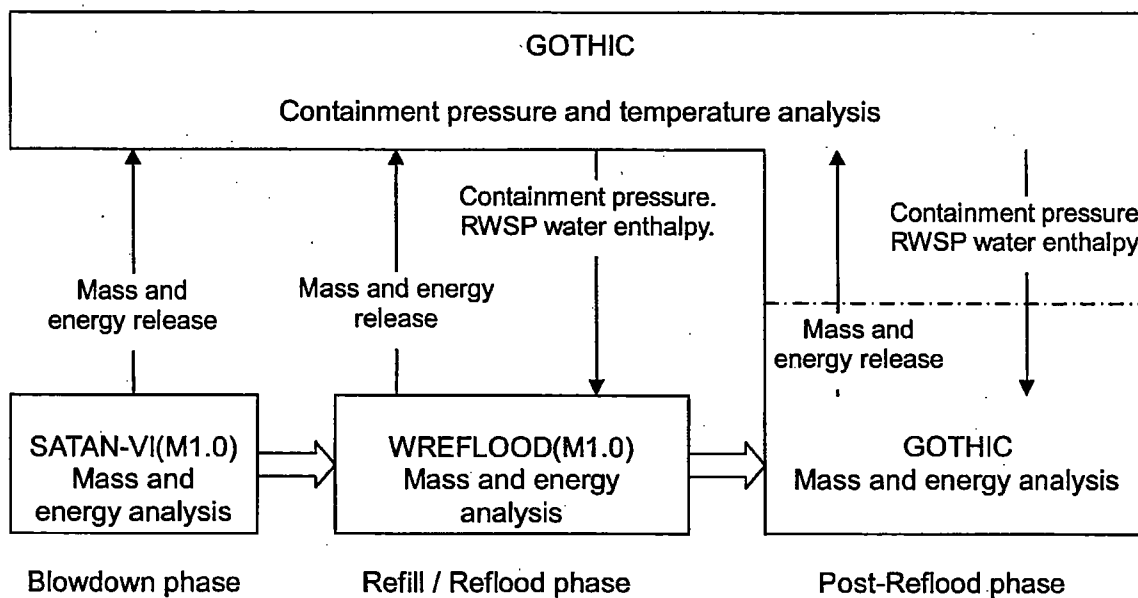 GOTHIC
Containment pressure and temperature analysis
Mass and
energy release
Mass and energy
release
Containment pressure.
RWSP water enthalpy.
Mass and
energy release
Containment pressure.
RWSP water enthalpy.
SATAN-VI(M1.0)
Mass and
energy analysis
WREFLOOD(M1.0)
Mass and energy
analysis
GOTHIC
Mass and energy analysis
Blowdown phase
Refill / Reflood phase
Post-Reflood phase